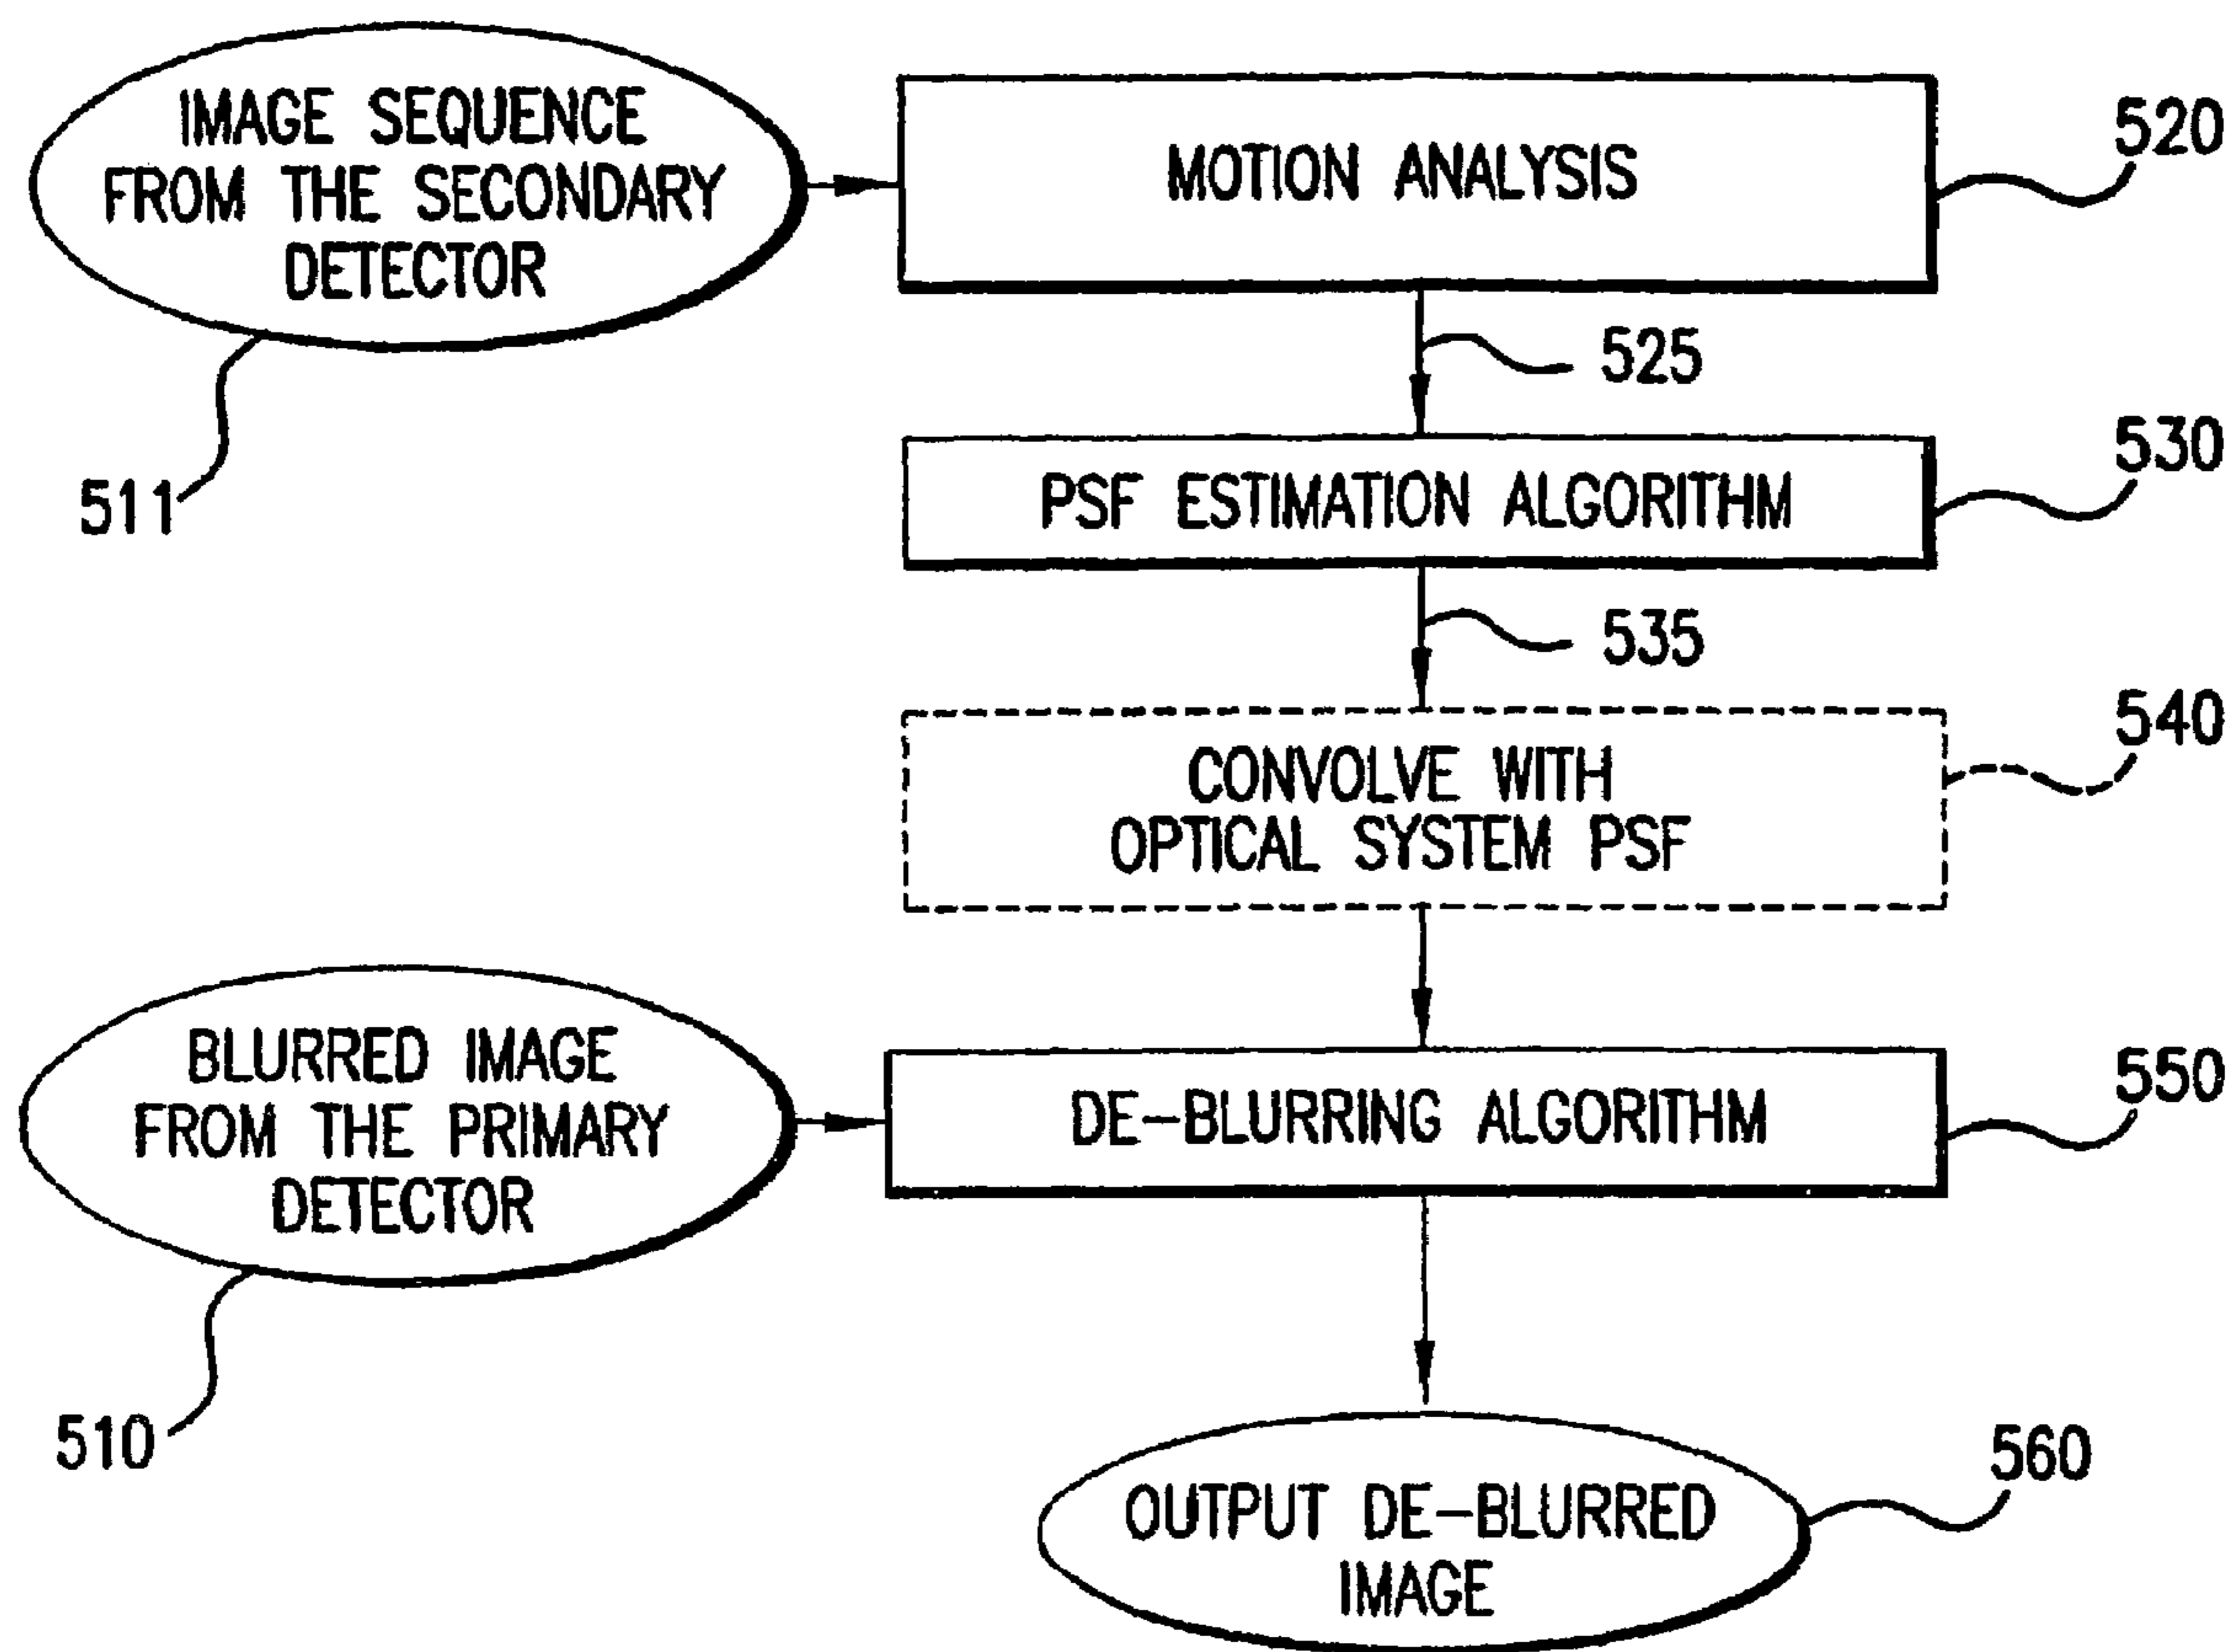 IMAGE SEQUENCE
FROM THE SECONDARY
DETECTOR
511
MOTION ANALYSIS
520
525
PSF ESTIMATION ALGORITHM
530
535
CONVOLVE WITH
OPTICAL SYSTEM PSF
540
BLURRED IMAGE
FROM THE PRIMARY
DETECTOR
510
DE-BLURRING ALGORITHM
550
OUTPUT DE-BLURRED
IMAGE
560